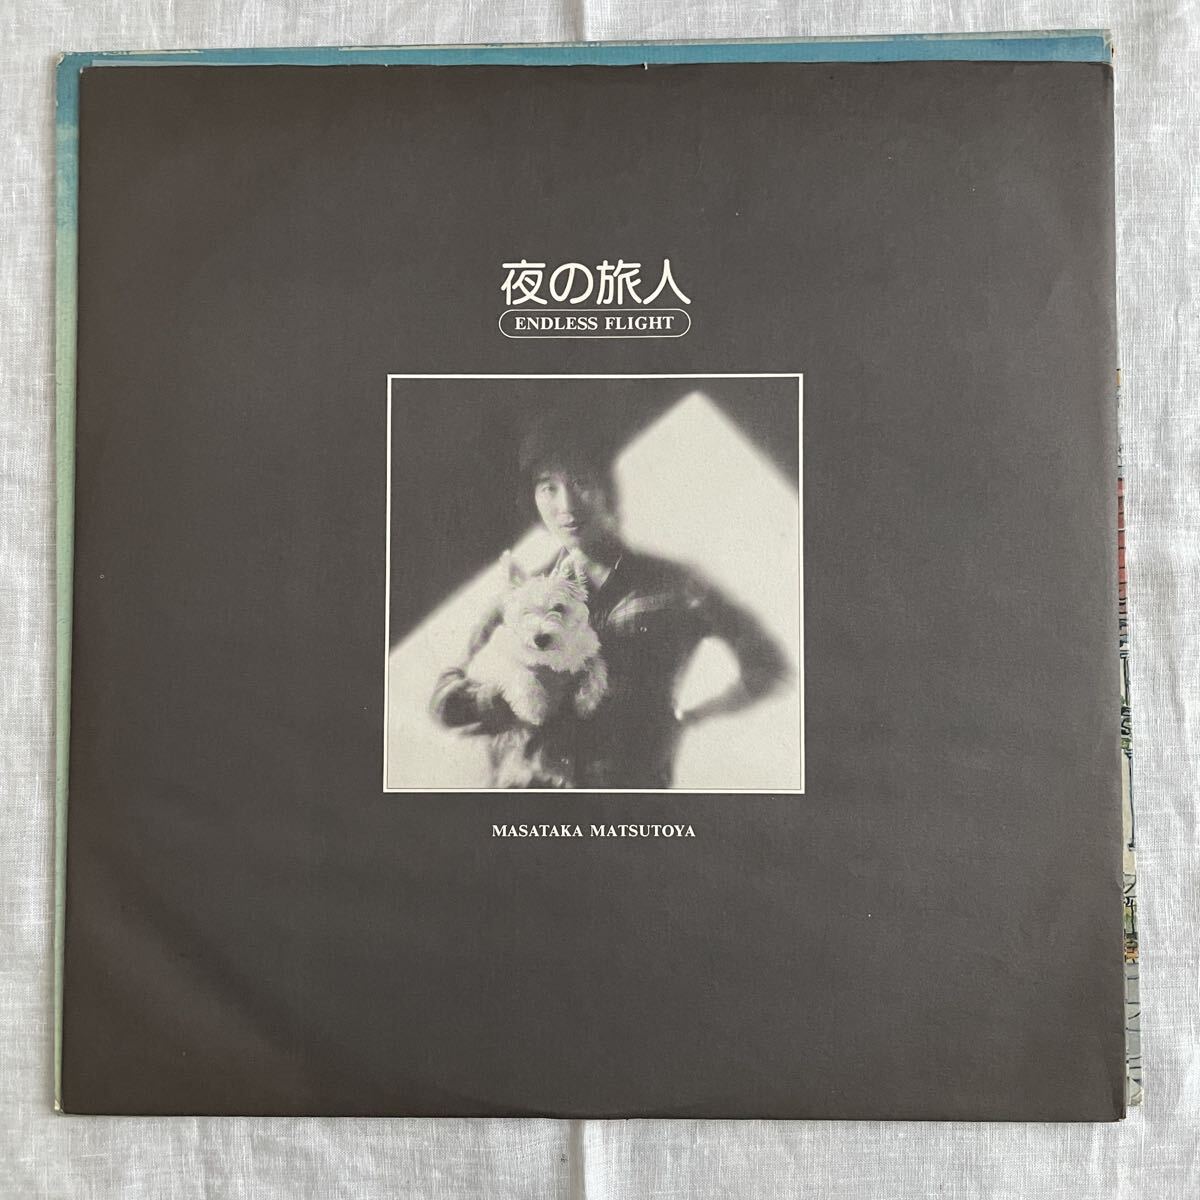 夜の旅人
ENDLESS FLIGHT
MASATAKA MATSUTOYA